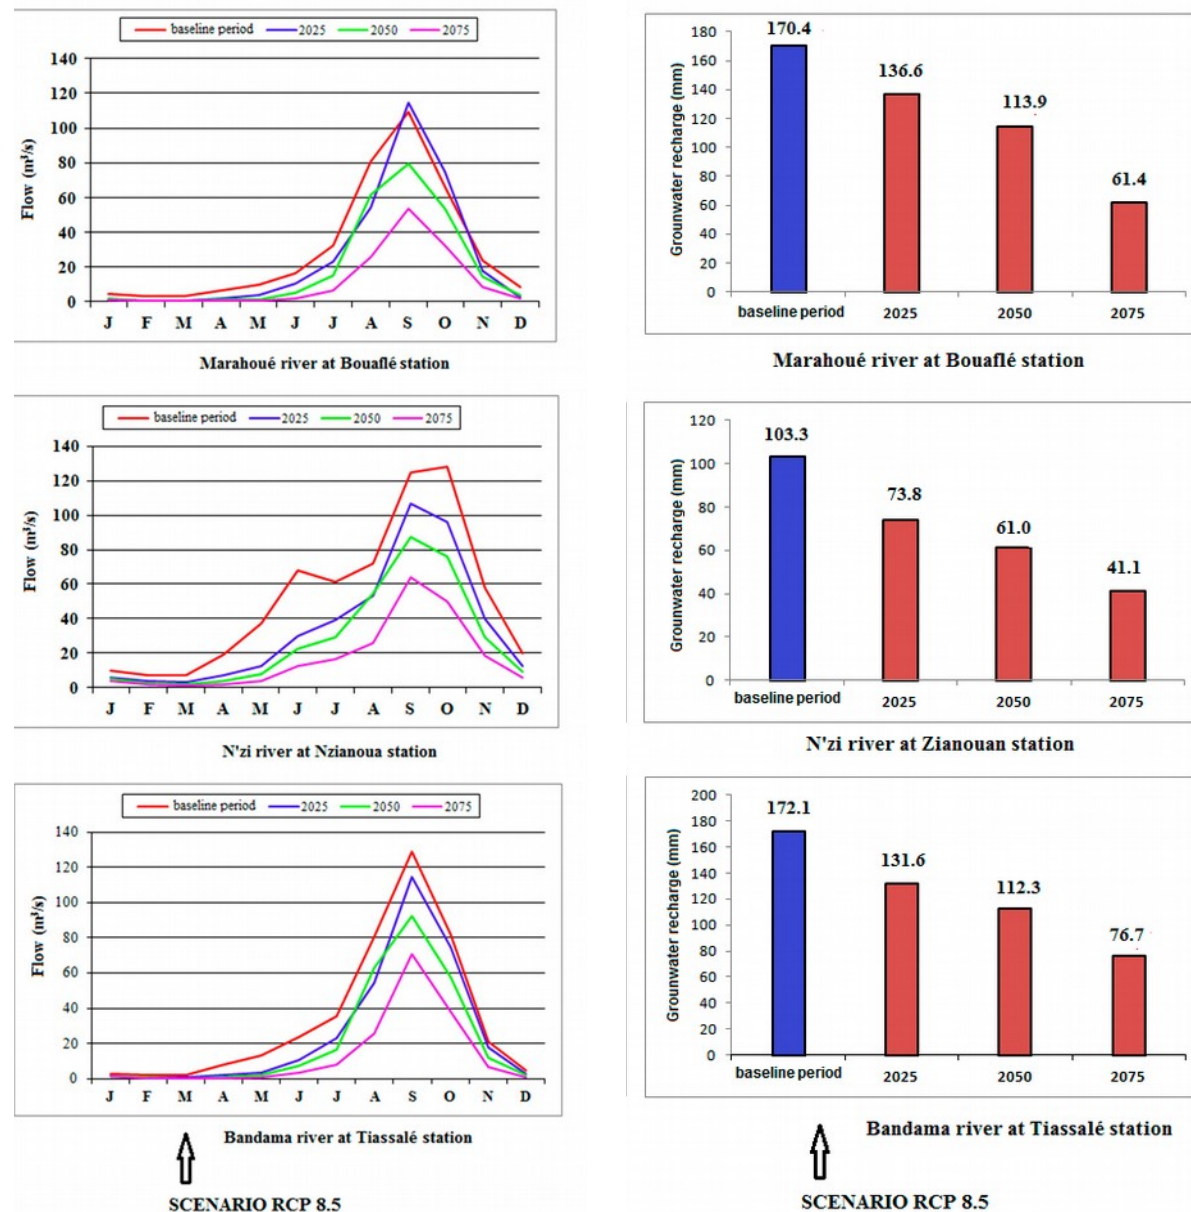 baseline period 2025 2050 2075
140
120
100
80
60
40
20
0
Flow (m³/s)
J F M A M J J A S O N D
Marahoué river at Bouaflé station
180
160
140
120
100
80
60
40
20
0
Grounwater recharge (mm)
170.4
136.6
113.9
61.4
baseline period 2025 2050 2075
Marahoué river at Bouaflé station
baseline period 2025 2050 2075
140
120
100
80
60
40
20
0
Flow (m³/s)
J F M A M J J A S O N D
N'zi river at Nzianoua station
120
100
80
60
40
20
0
Grounwater recharge (mm)
103.3
73.8
61.0
41.1
baseline period 2025 2050 2075
N'zi river at Zianouan station
baseline period 2025 2050 2075
140
120
100
80
60
40
20
0
Flow (m³/s)
J F M A M J J A S O N D
Bandama river at Tiassalé station
SCENARIO RCP 8.5
200
180
160
140
120
100
80
60
40
20
0
Grounwater recharge (mm)
172.1
131.6
112.3
76.7
baseline period 2025 2050 2075
Bandama river at Tiassalé station
SCENARIO RCP 8.5